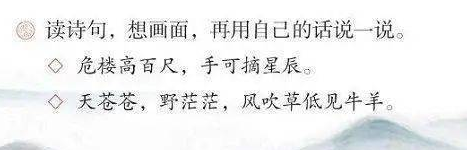 读诗句，想画面，再用自己的话说一说。
◇ 危楼高百尺，手可摘星辰。
◇ 天苍苍，野茫茫，风吹草低见牛羊。